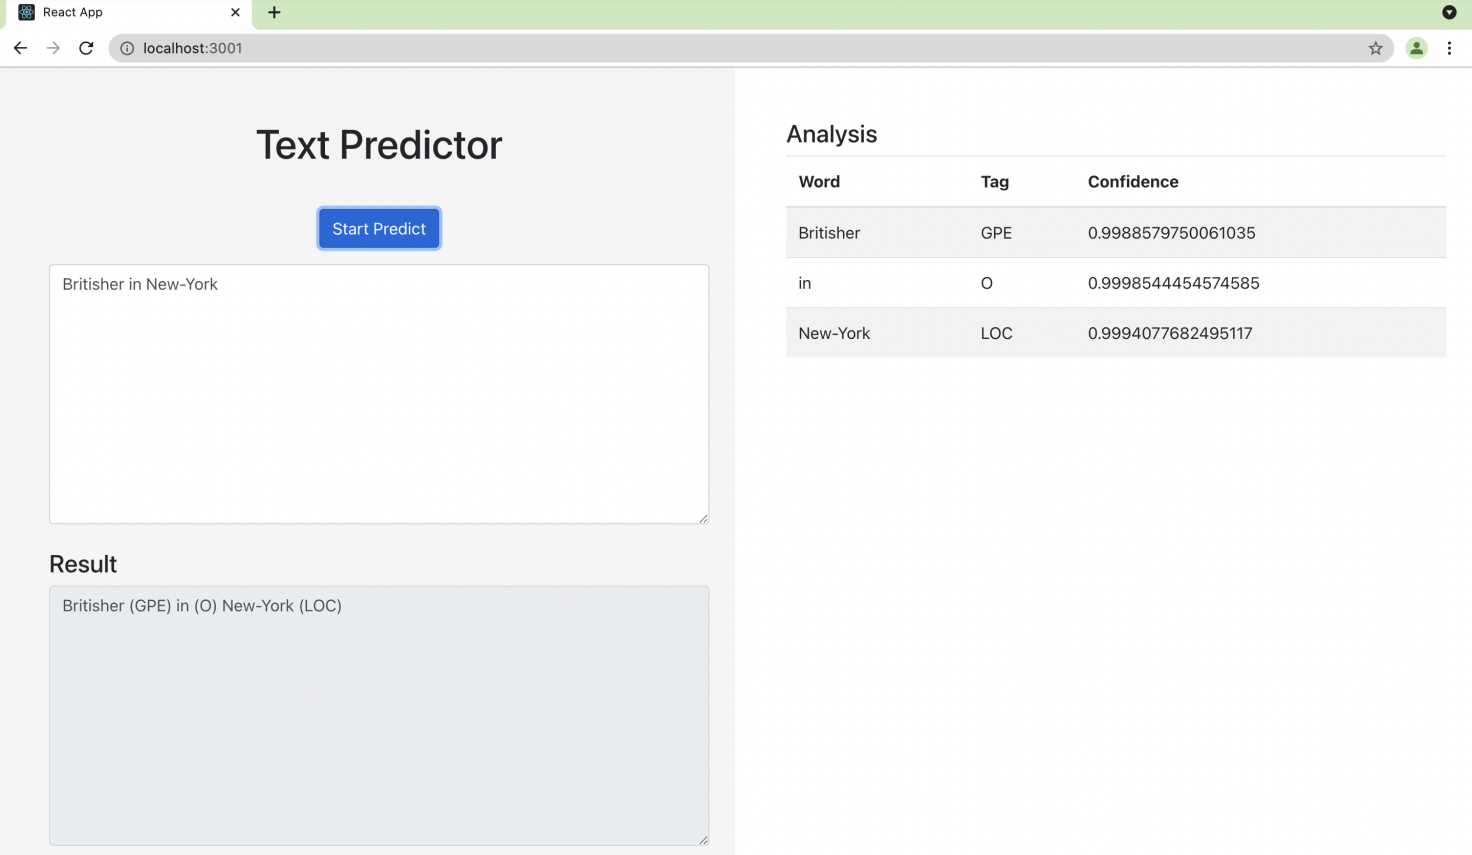 React App
localhost:3001
Text Predictor
Start Predict
Britisher in New-York
Result
Britisher (GPE) in (O) New-York (LOC)
Analysis
Word Tag Confidence
Britisher GPE 0.9988579750061035
in O 0.9998544454574585
New-York LOC 0.9994077682495117